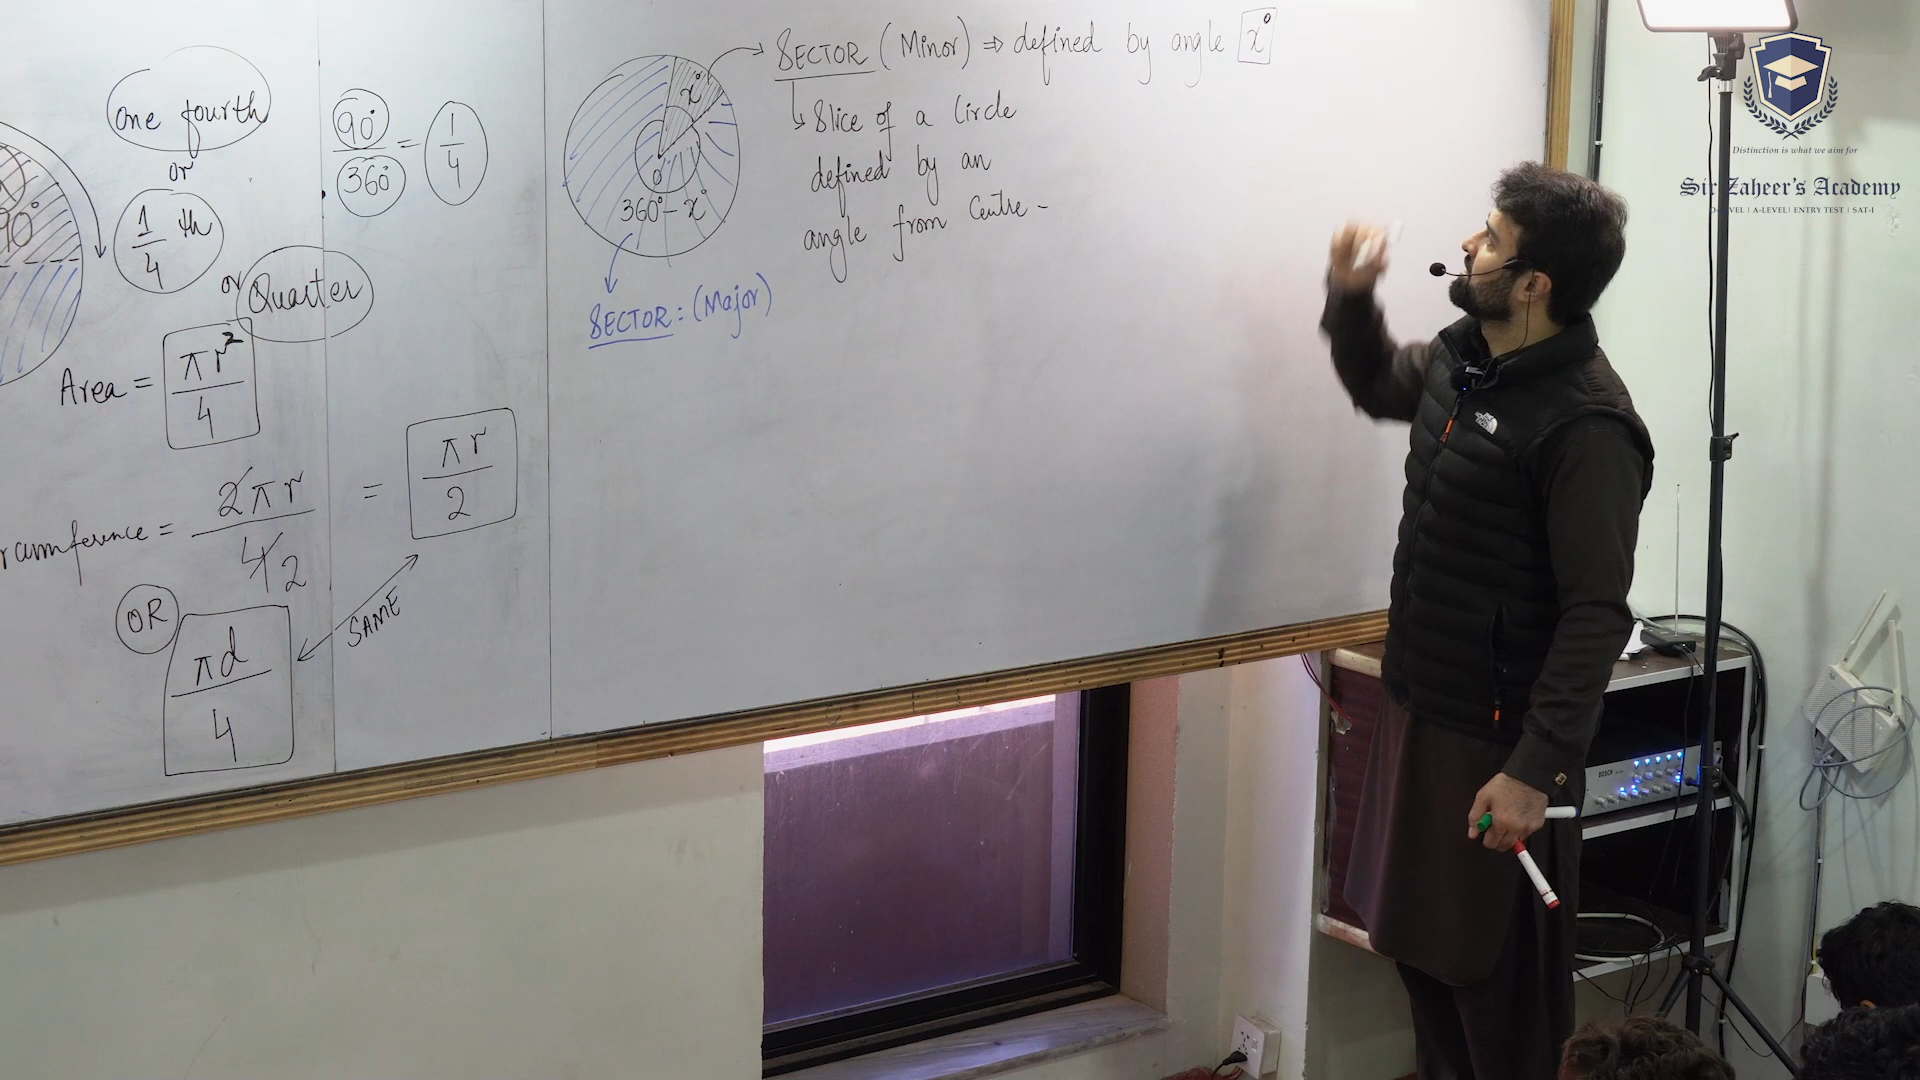 One fourth
or
1/4 th
or Quarter
90°/360° = 1/4
90°
Area = πr²/4
rcumference = 2πr/4 2 = πr/2
OR
πd/4
SAME
x°
O
360° - x°
SECTOR (Minor) ⇒ defined by angle x°
↳ Slice of a Circle
defined by an
angle from Centre -
SECTOR: (Major)
Distinction is what we aim for
Sir Zaheer's Academy
O-LEVEL | A-LEVEL | ENTRY TEST | SAT-I
BOSCH